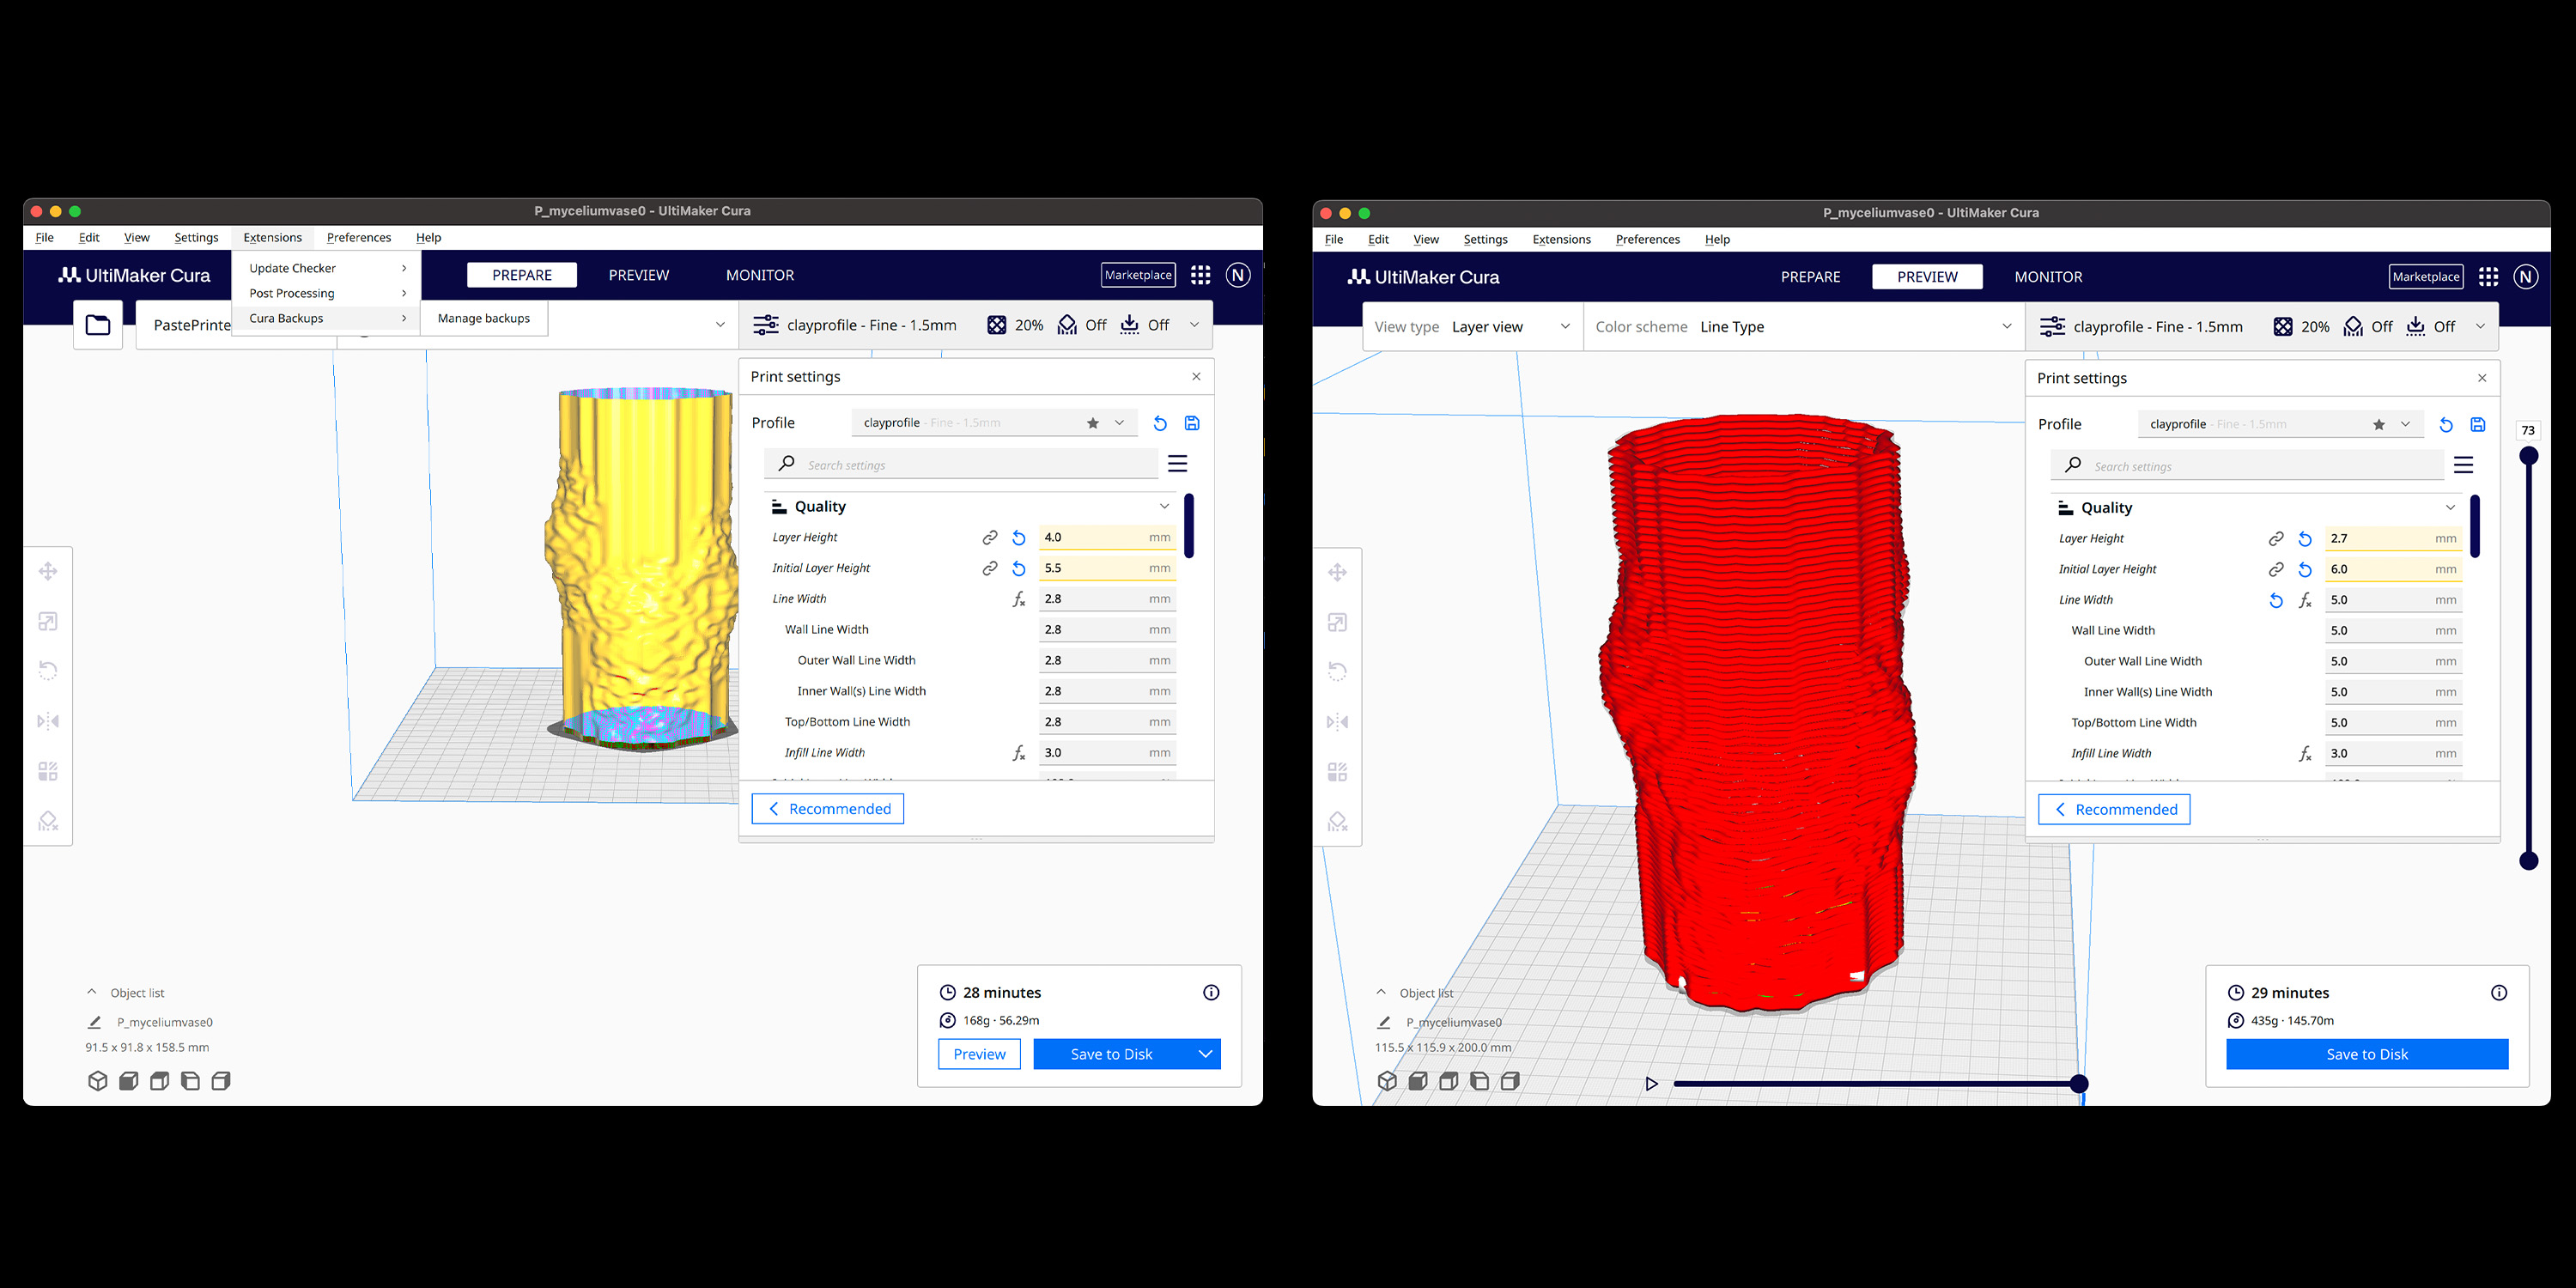 P_myceliumvase0 - UltiMaker Cura
File Edit View Settings Extensions Preferences Help
UltiMaker Cura
PREPARE PREVIEW MONITOR
Marketplace
N
Update Checker
Post Processing
Cura Backups
Manage backups
PastePrinte
clayprofile - Fine - 1.5mm 20% Off Off
Print settings
Profile clayprofile - Fine - 1.5mm
Search settings
Quality
Layer Height 4.0 mm
Initial Layer Height 5.5 mm
Line Width 2.8 mm
Wall Line Width 2.8 mm
Outer Wall Line Width 2.8 mm
Inner Wall(s) Line Width 2.8 mm
Top/Bottom Line Width 2.8 mm
Infill Line Width 3.0 mm
Recommended
Object list
P_myceliumvase0
91.5 x 91.8 x 158.5 mm
28 minutes
168g · 56.29m
Preview Save to Disk
P_myceliumvase0 - UltiMaker Cura
File Edit View Settings Extensions Preferences Help
UltiMaker Cura
PREPARE PREVIEW MONITOR
Marketplace
N
View type Layer view Color scheme Line Type
clayprofile - Fine - 1.5mm 20% Off Off
Print settings
Profile clayprofile - Fine - 1.5mm
73
Search settings
Quality
Layer Height 2.7 mm
Initial Layer Height 6.0 mm
Line Width 5.0 mm
Wall Line Width 5.0 mm
Outer Wall Line Width 5.0 mm
Inner Wall(s) Line Width 5.0 mm
Top/Bottom Line Width 5.0 mm
Infill Line Width 3.0 mm
Recommended
Object list
P_myceliumvase0
115.5 x 115.9 x 200.0 mm
29 minutes
435g · 145.70m
Save to Disk